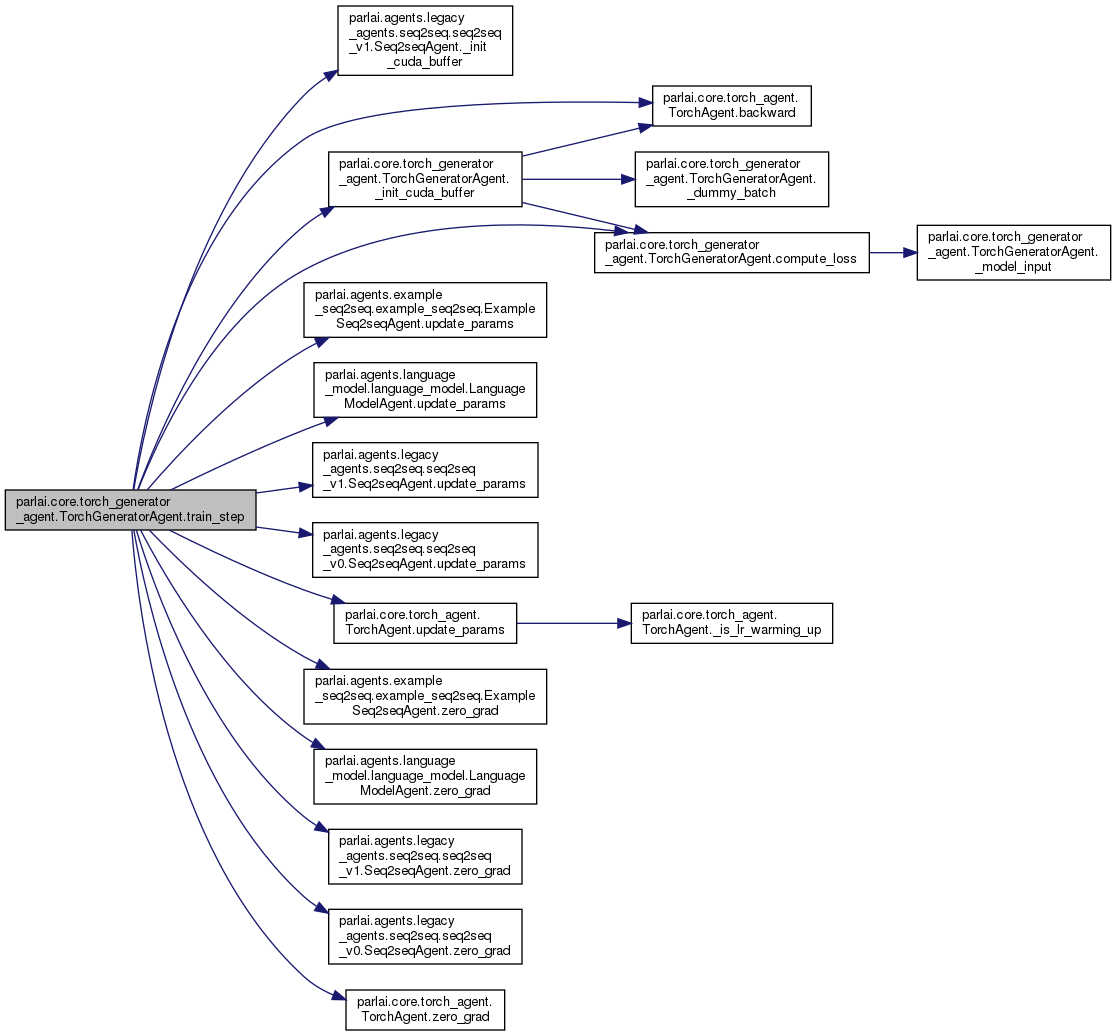 parlai.agents.legacy
_agents.seq2seq.seq2seq
_v1.Seq2seqAgent._init
_cuda_buffer
parlai.core.torch_agent.
TorchAgent.backward
parlai.core.torch_generator
_agent.TorchGeneratorAgent.
_init_cuda_buffer
parlai.core.torch_generator
_agent.TorchGeneratorAgent.
_dummy_batch
parlai.core.torch_generator
_agent.TorchGeneratorAgent.compute_loss
parlai.core.torch_generator
_agent.TorchGeneratorAgent.
_model_input
parlai.agents.example
_seq2seq.example_seq2seq.Example
Seq2seqAgent.update_params
parlai.agents.language
_model.language_model.Language
ModelAgent.update_params
parlai.agents.legacy
_agents.seq2seq.seq2seq
_v1.Seq2seqAgent.update_params
parlai.core.torch_generator
_agent.TorchGeneratorAgent.train_step
parlai.agents.legacy
_agents.seq2seq.seq2seq
_v0.Seq2seqAgent.update_params
parlai.core.torch_agent.
TorchAgent.update_params
parlai.core.torch_agent.
TorchAgent._is_lr_warming_up
parlai.agents.example
_seq2seq.example_seq2seq.Example
Seq2seqAgent.zero_grad
parlai.agents.language
_model.language_model.Language
ModelAgent.zero_grad
parlai.agents.legacy
_agents.seq2seq.seq2seq
_v1.Seq2seqAgent.zero_grad
parlai.agents.legacy
_agents.seq2seq.seq2seq
_v0.Seq2seqAgent.zero_grad
parlai.core.torch_agent.
TorchAgent.zero_grad